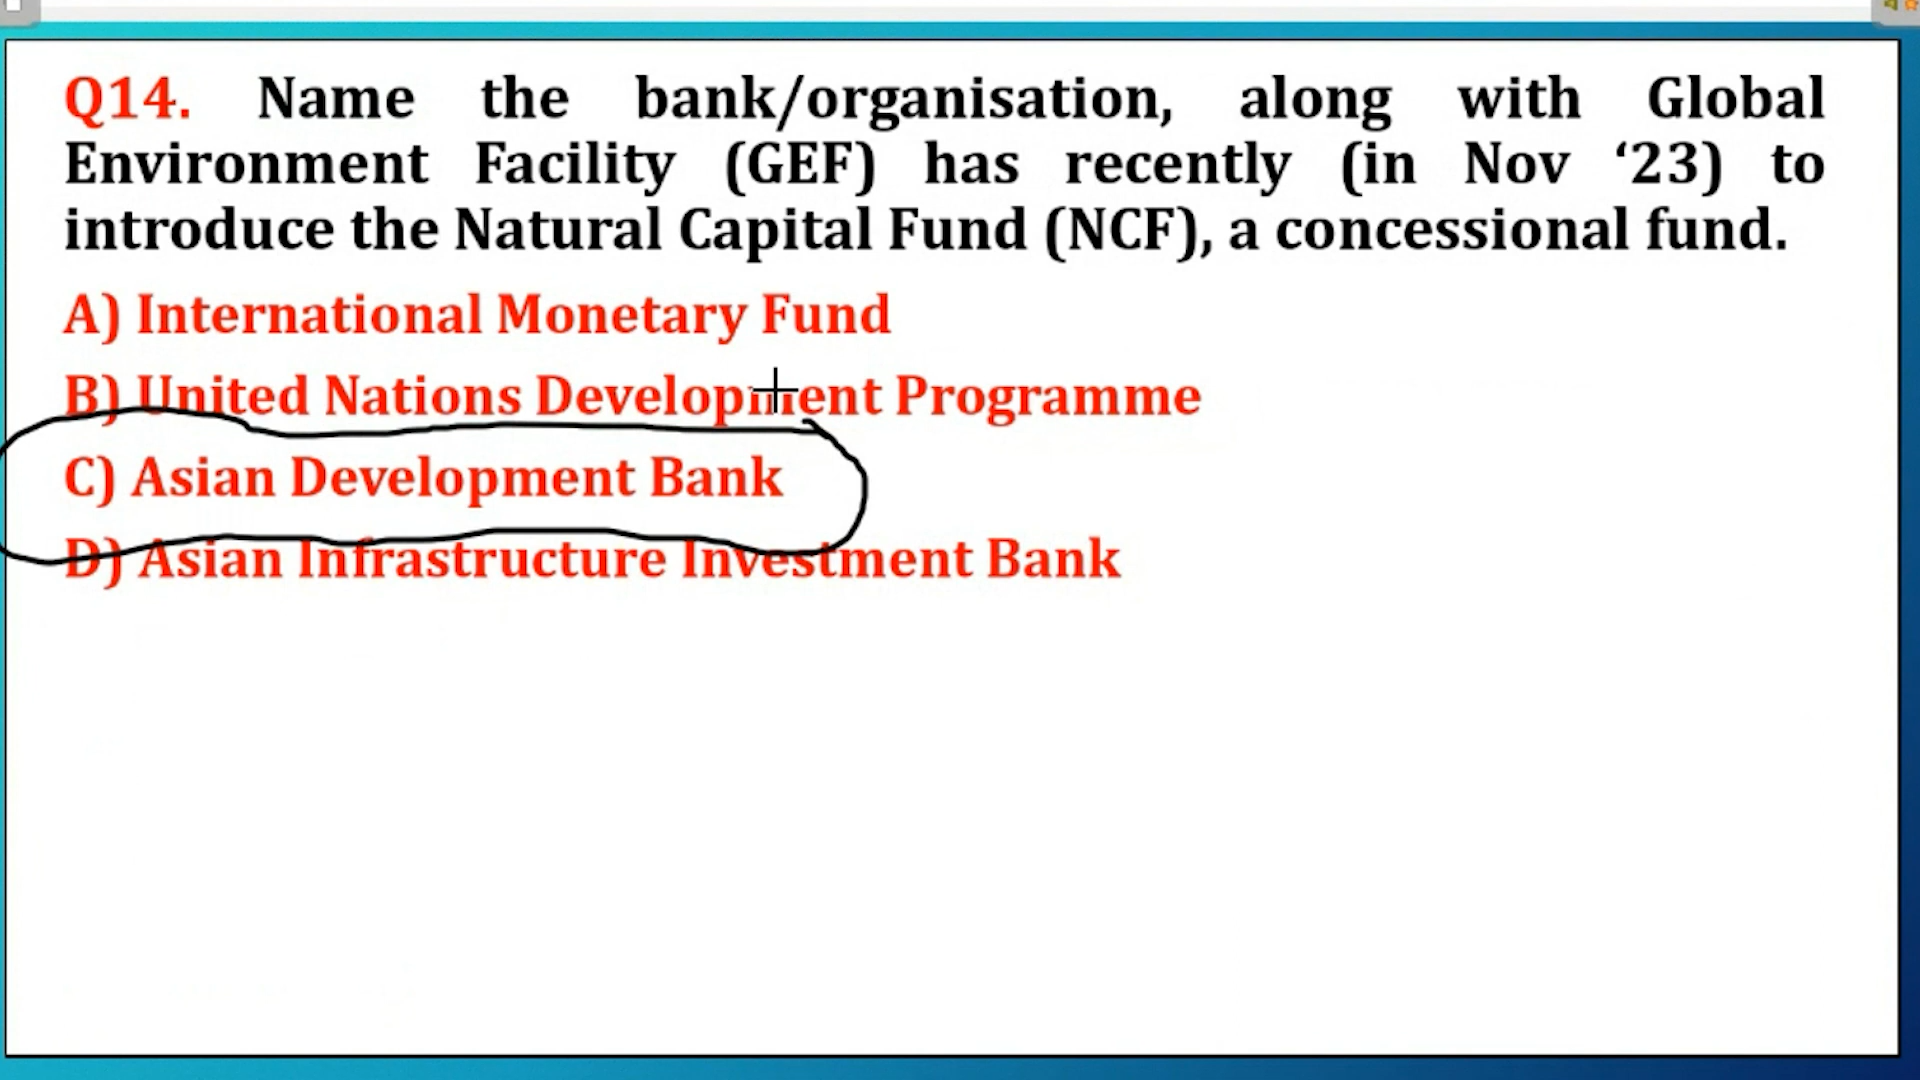 Q14. Name the bank/organisation, along with Global
Environment Facility (GEF) has recently (in Nov ‘23) to
introduce the Natural Capital Fund (NCF), a concessional fund.
A) International Monetary Fund
B) United Nations Development Programme
C) Asian Development Bank
D) Asian Infrastructure Investment Bank